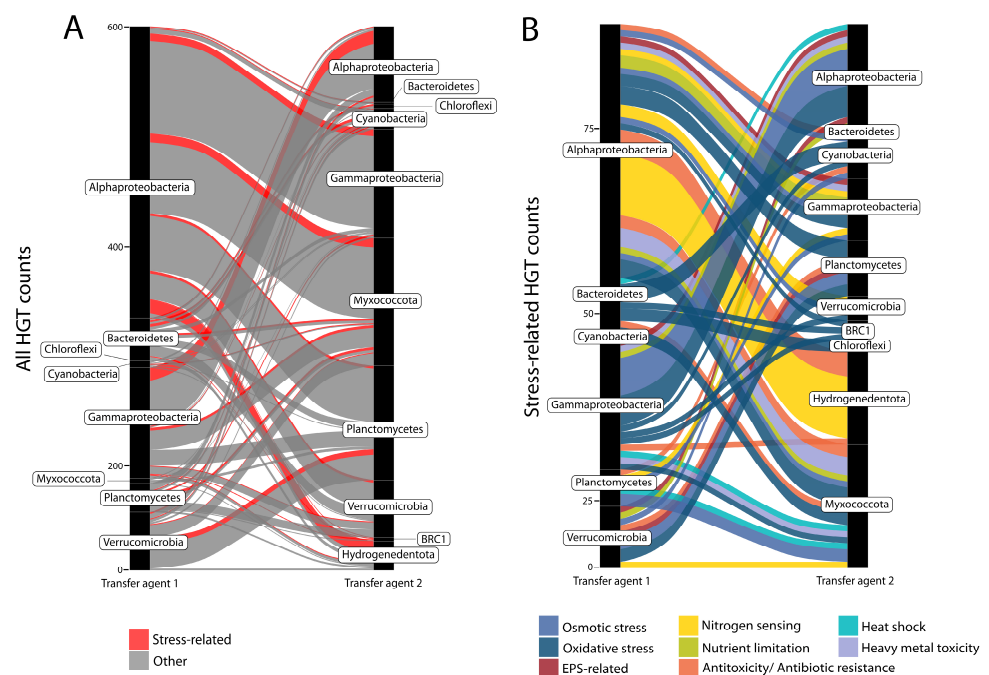 A
All HGT counts
600
400
200
0
Alphaproteobacteria
Bacteroidetes
Chloroflexi
Cyanobacteria
Gammaproteobacteria
Myxococcota
Planctomycetes
Verrucomicrobia
Alphaproteobacteria
Bacteroidetes
Chloroflexi
Cyanobacteria
Gammaproteobacteria
Myxococcota
Planctomycetes
Verrucomicrobia
BRC1
Hydrogenedentota
Transfer agent 1
Transfer agent 2
Stress-related
Other
B
Stress-related HGT counts
75
50
25
0
Alphaproteobacteria
Bacteroidetes
Cyanobacteria
Gammaproteobacteria
Planctomycetes
Verrucomicrobia
Alphaproteobacteria
Bacteroidetes
Cyanobacteria
Gammaproteobacteria
Planctomycetes
Verrucomicrobia
BRC1
Chloroflexi
Hydrogenedentota
Myxococcota
Transfer agent 1
Transfer agent 2
Osmotic stress
Oxidative stress
EPS-related
Nitrogen sensing
Nutrient limitation
Antitoxicity/ Antibiotic resistance
Heat shock
Heavy metal toxicity